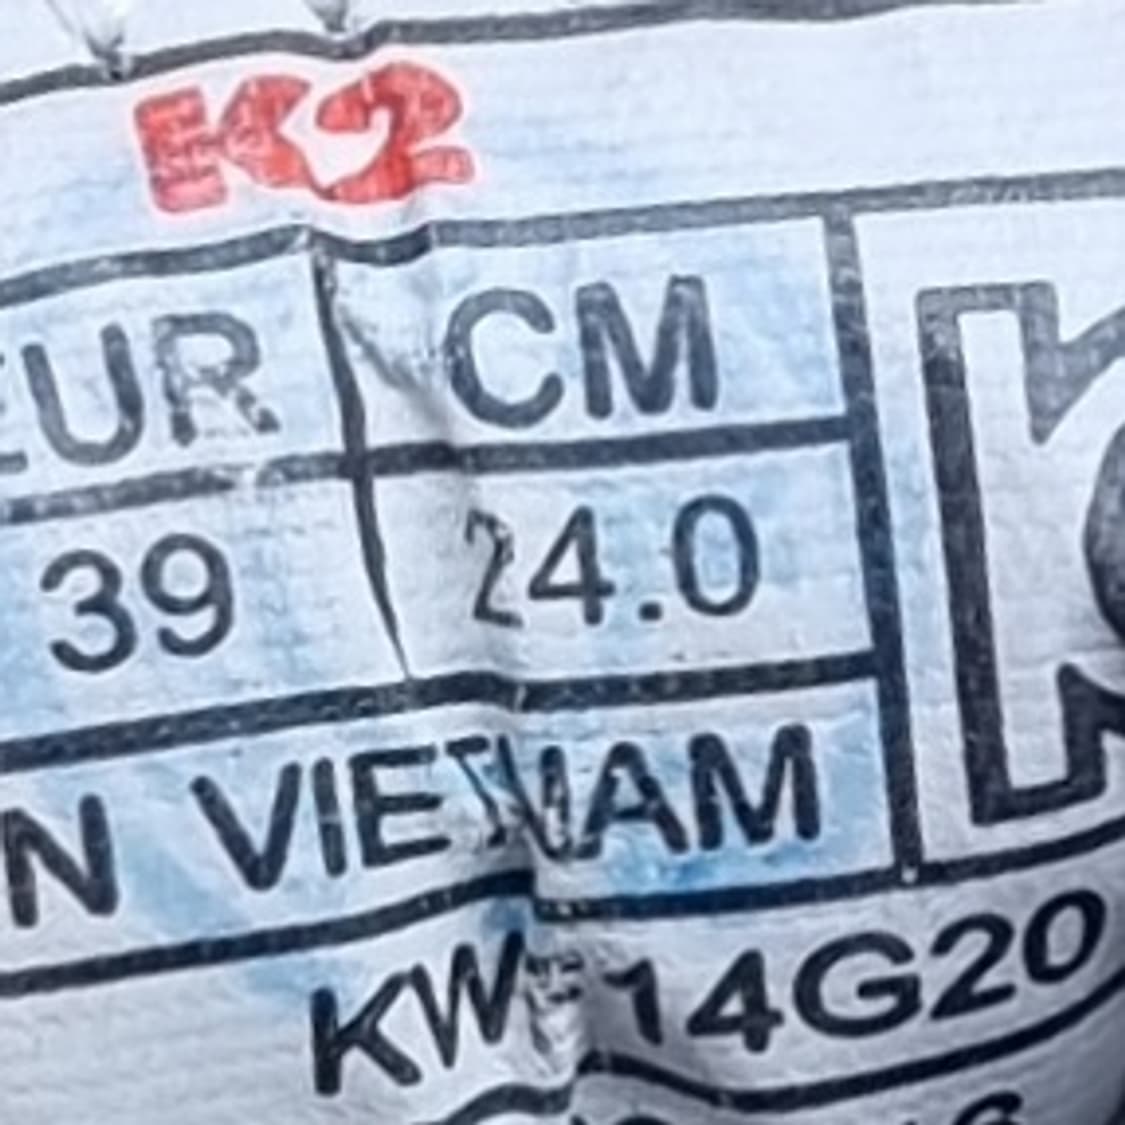 K2
EUR CM
39 24.0
N VIETNAM
14G20